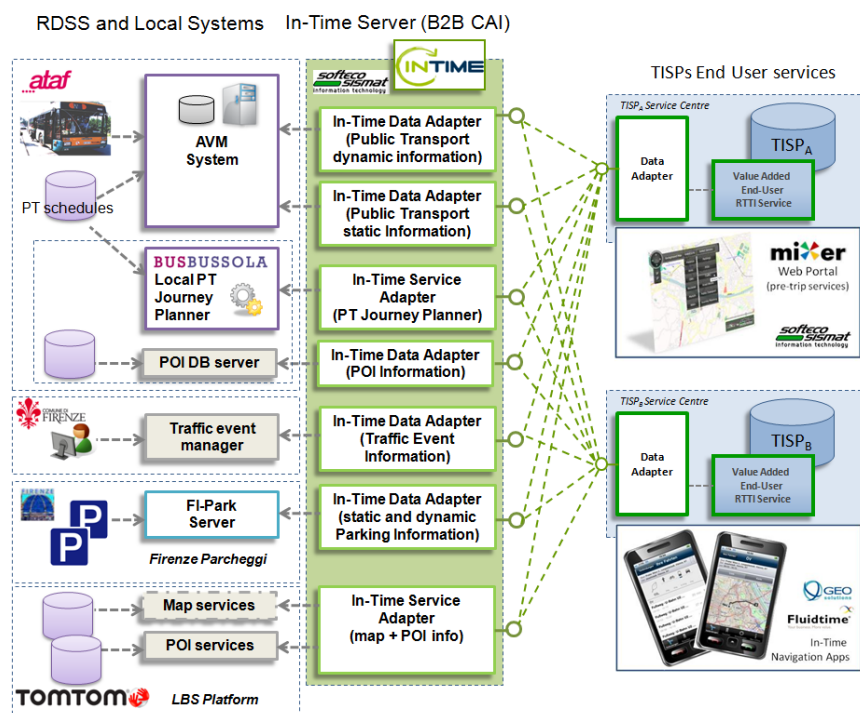 RDSS and Local Systems
In-Time Server (B2B CAI)
TISPs End User services
ataf
AVM
System
PT schedules
BUSBUSSOLA
Local PT
Journey
Planner
POI DB server
COMUNE DI
FIRENZE
Traffic event
manager
FIRENZE
P
P
FI-Park
Server
Firenze Parcheggi
Map services
POI services
TOMTOM
LBS Platform
softeco
sismat
information technology
INTIME
In-Time Data Adapter
(Public Transport
dynamic information)
In-Time Data Adapter
(Public Transport
static Information)
In-Time Service
Adapter
(PT Journey Planner)
In-Time Data Adapter
(POI Information)
In-Time Data Adapter
(Traffic Event
Information)
In-Time Data Adapter
(static and dynamic
Parking Information)
In-Time Service
Adapter
(map + POI info)
TISPA Service Centre
Data
Adapter
TISPA
Value Added
End-User
RTTI Service
mixer
Web Portal
(pre-trip services)
softeco
sismat
information technology
TISPB Service Centre
Data
Adapter
TISPB
Value Added
End-User
RTTI Service
GEO
solutions
Fluidtime
In-Time
Navigation Apps